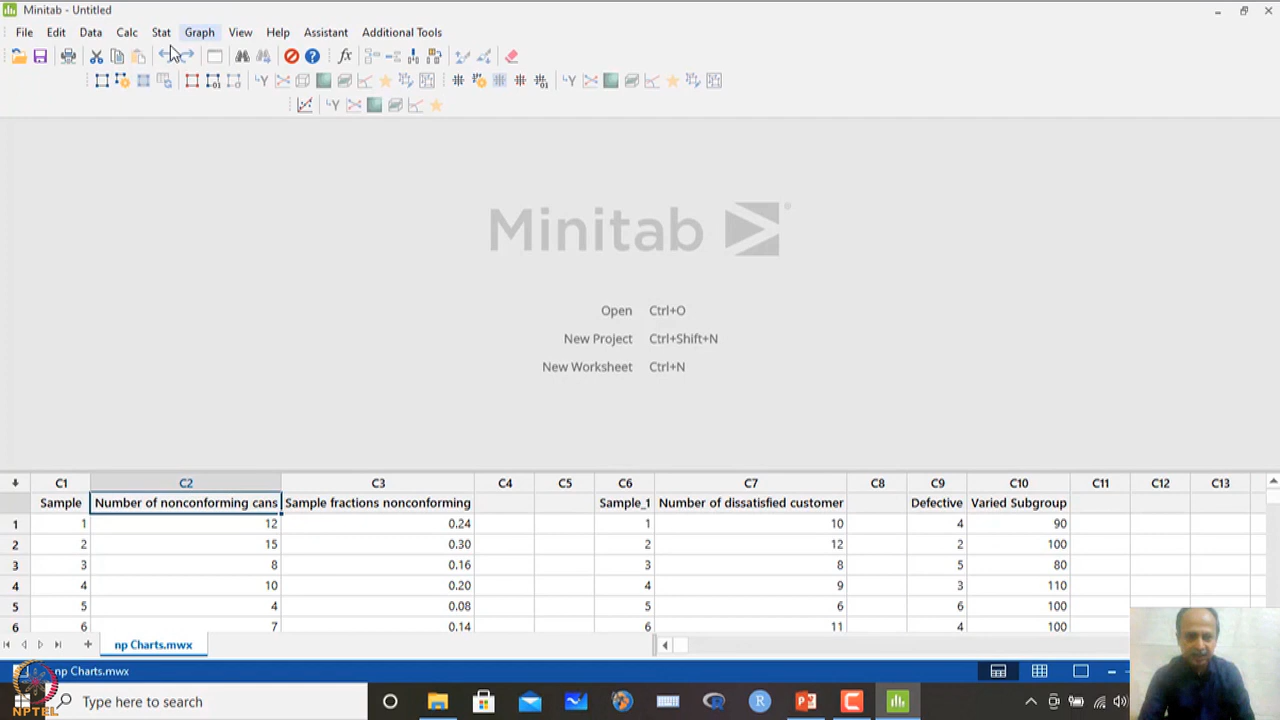 Minitab - Untitled
File Edit Data Calc Stat Graph View Help Assistant Additional Tools
Minitab
Open Ctrl+O
New Project Ctrl+Shift+N
New Worksheet Ctrl+N
C1 C2 C3 C4 C5 C6 C7 C8 C9 C10 C11 C12 C13
Sample Number of nonconforming cans Sample fractions nonconforming Sample_1 Number of dissatisfied customer Defective Varied Subgroup
1 1 12 0.24 1 10 4 90
2 2 15 0.30 2 12 2 100
3 3 8 0.16 3 8 5 80
4 4 10 0.20 4 9 3 110
5 5 4 0.08 5 6 6 100
6 6 7 0.14 6 11 4 100
np Charts.mwx
np Charts.mwx
Type here to search
NPTEL